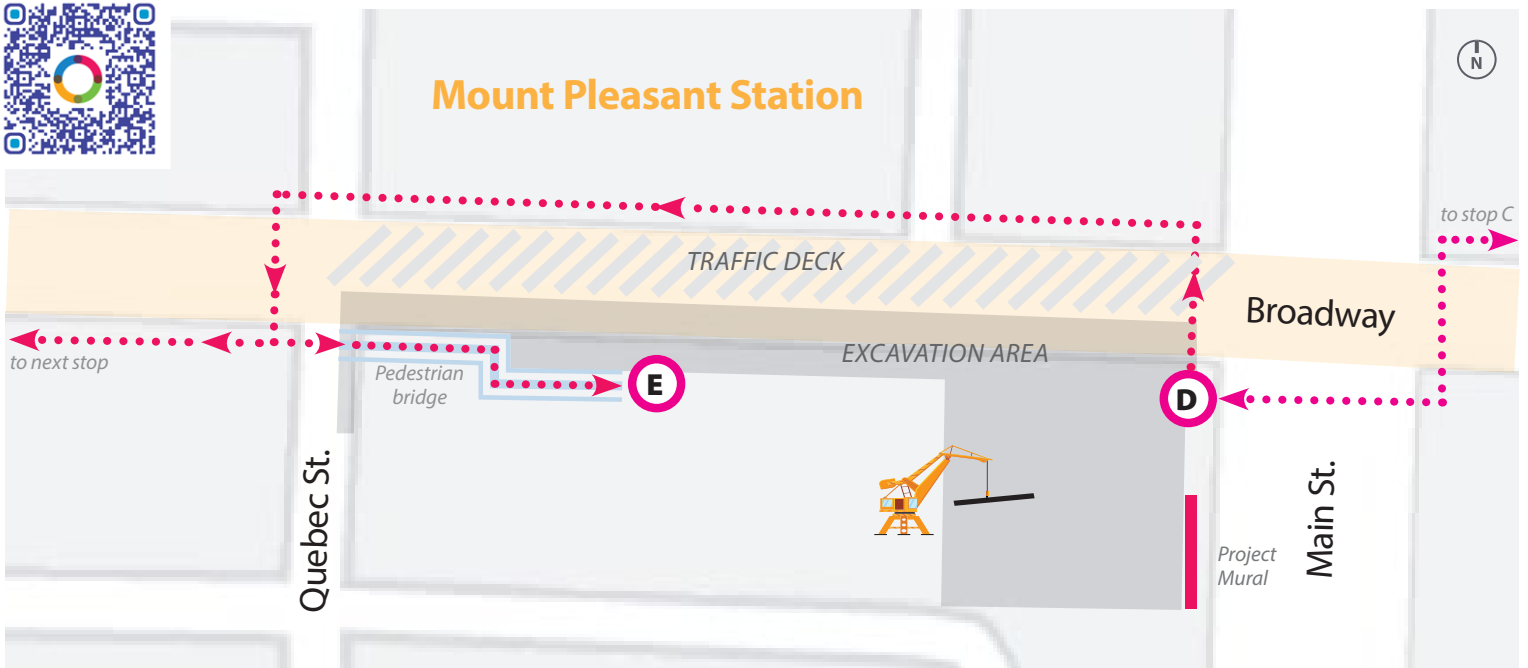 Mount Pleasant Station
N
to stop C
TRAFFIC DECK
Broadway
EXCAVATION AREA
to next stop
Pedestrian
bridge
E
D
Quebec St.
Main St.
Project
Mural